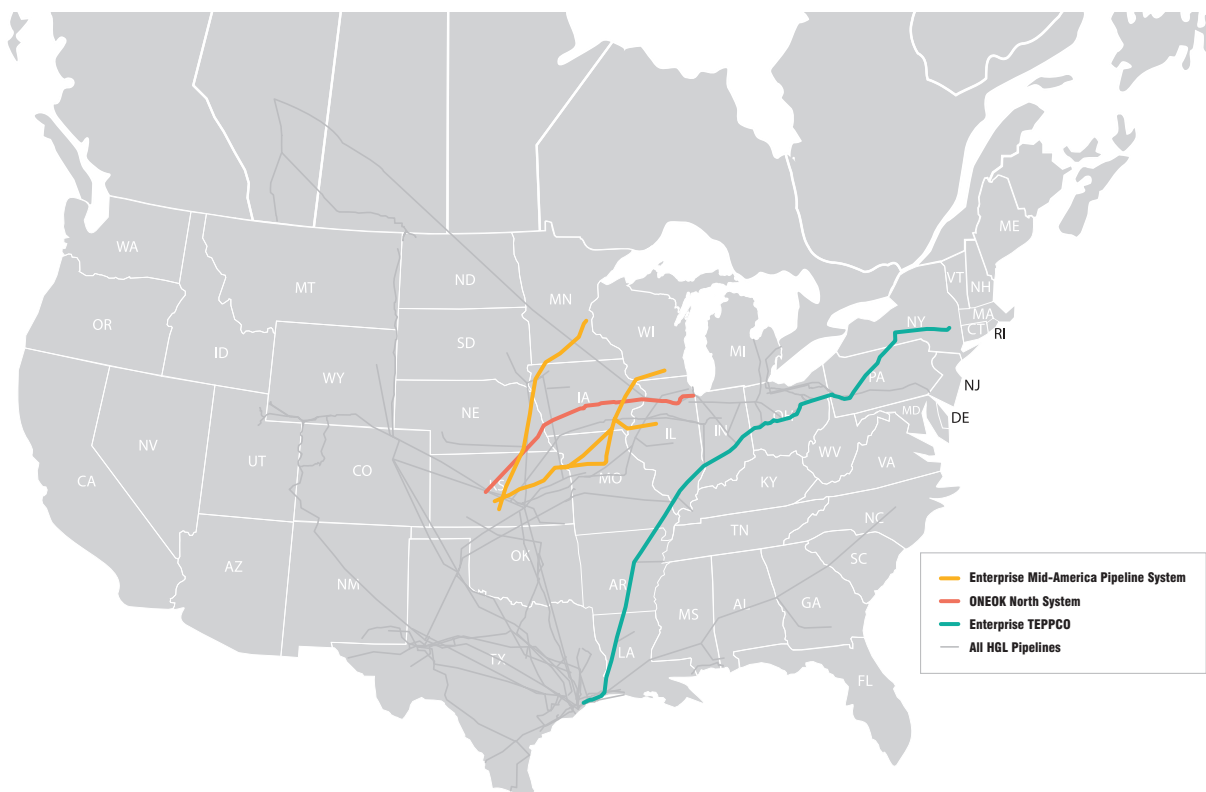 WA
MT
ND
MN
ME
VT
NH
OR
ID
SD
WI
MI
NY
MA
CT
RI
WY
NE
IA
PA
NJ
NV
UT
CO
KS
MO
IL
IN
OH
MD
DE
WV
VA
CA
KY
AZ
NM
OK
AR
TN
NC
SC
MS
AL
GA
TX
LA
FL
Enterprise Mid-America Pipeline System
ONEOK North System
Enterprise TEPPCO
All HGL Pipelines